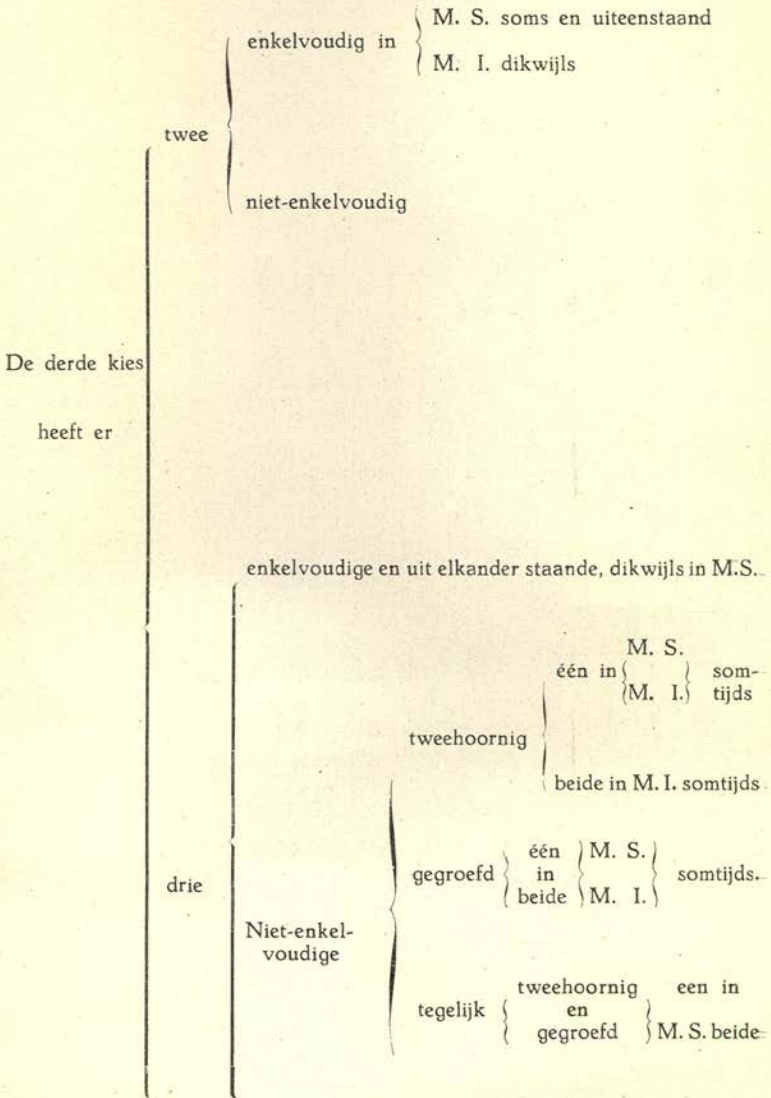 enkelvoudig in
M. S. soms en uiteenstaand
M. I. dikwijls
twee
niet-enkelvoudig
De derde kies
heeft er
enkelvoudige en uit elkander staande, dikwijls in M.S.
M. S.
één in som-
M. I. tijds
tweehoornig
beide in M. I. somtijds
één M. S.
gegroefd in somtijds.
beide M. I.
drie
Niet-enkel-
voudige
tweehoornig een in
tegelijk en
gegroefd M. S. beide